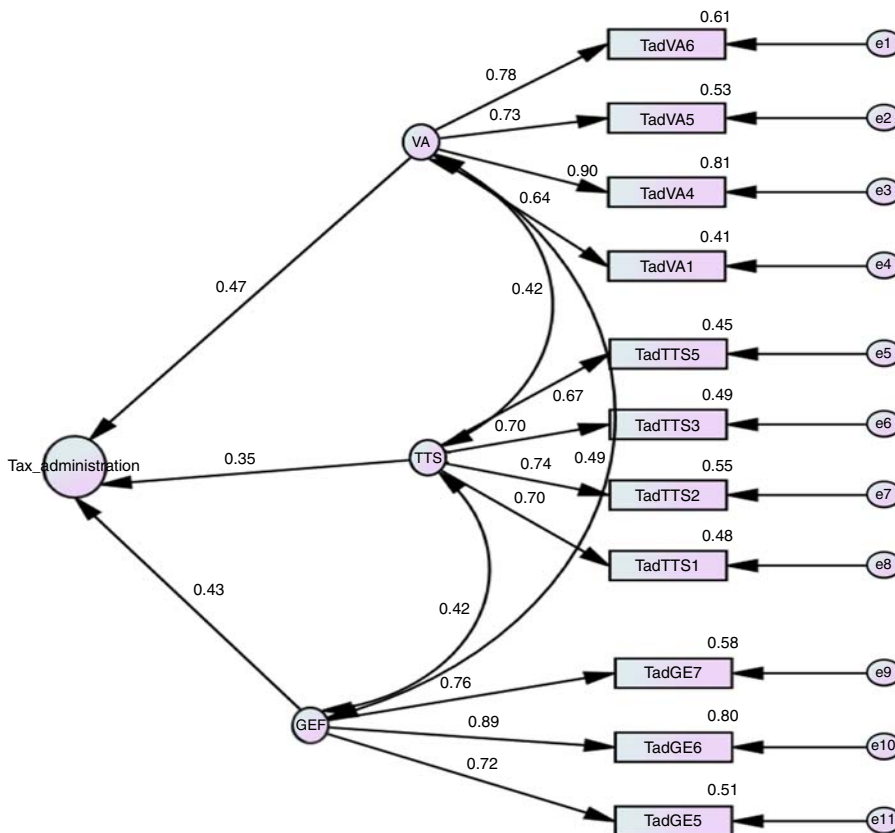 0.61
TadVA6
e1
0.78
0.53
TadVA5
e2
0.73
VA
0.90
0.81
TadVA4
e3
0.64
0.41
TadVA1
e4
0.47
0.42
0.45
TadTTS5
e5
0.67
0.49
TadTTS3
e6
0.70
Tax_administration
0.35
TTS
0.74
0.49
0.55
TadTTS2
e7
0.70
0.48
TadTTS1
e8
0.43
0.42
0.58
TadGE7
e9
0.76
GEF
0.89
0.80
TadGE6
e10
0.72
0.51
TadGE5
e11